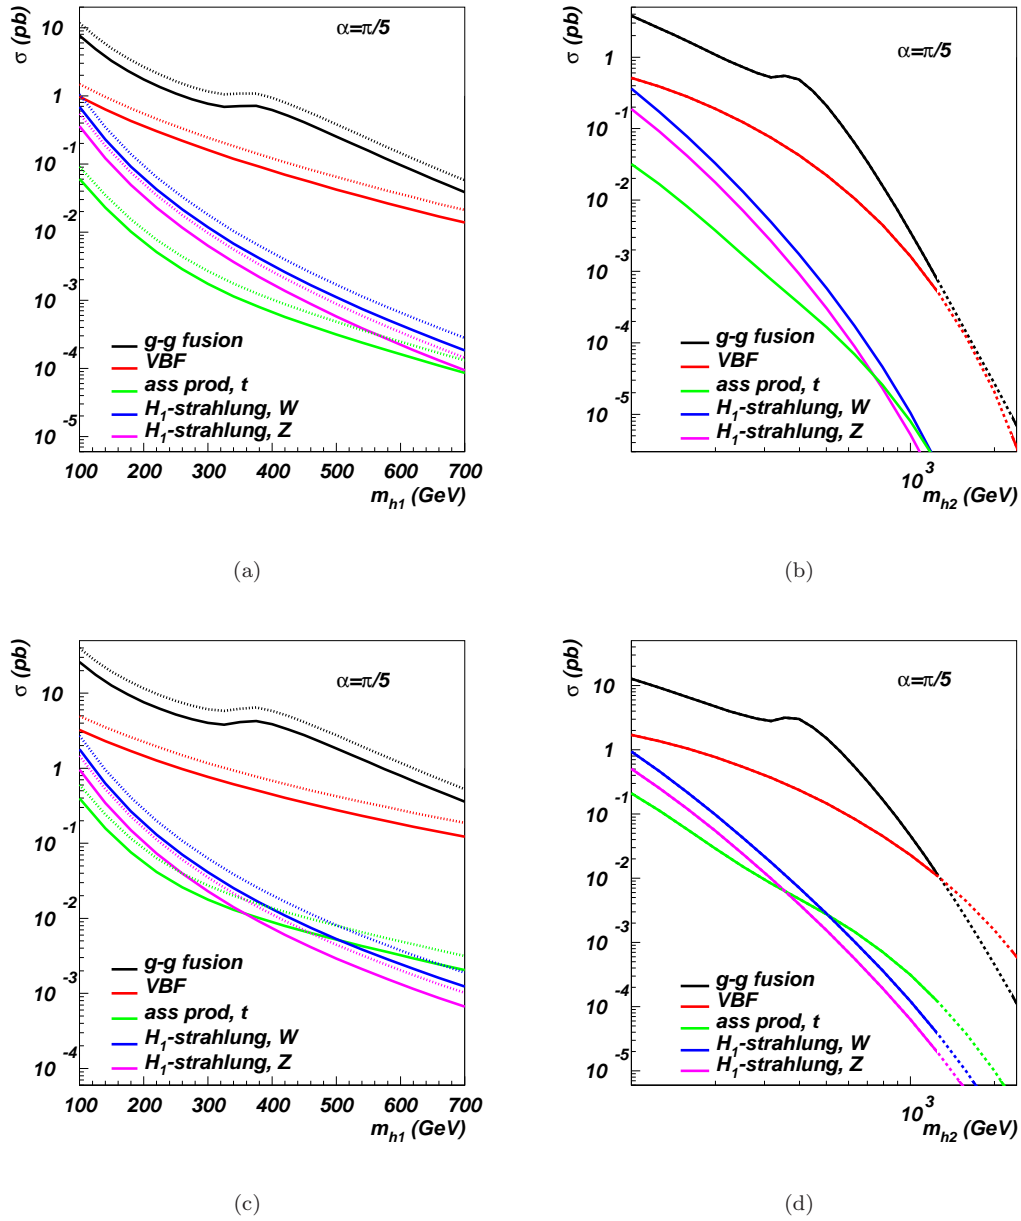 σ (pb)
α=π/5
10
1
10 -1
10 -2
10 -3
10 -4
10 -5
g-g fusion
VBF
ass prod, t
H1-strahlung, W
H1-strahlung, Z
100 200 300 400 500 600 700
mh1 (GeV)
(a)
σ (pb)
α=π/5
1
10 -1
10 -2
10 -3
10 -4
10 -5
g-g fusion
VBF
ass prod, t
H1-strahlung, W
H1-strahlung, Z
10 3
mh2 (GeV)
(b)
σ (pb)
α=π/5
10
1
10 -1
10 -2
10 -3
10 -4
g-g fusion
VBF
ass prod, t
H1-strahlung, W
H1-strahlung, Z
100 200 300 400 500 600 700
mh1 (GeV)
(c)
σ (pb)
α=π/5
10
1
10 -1
10 -2
10 -3
10 -4
10 -5
g-g fusion
VBF
ass prod, t
H1-strahlung, W
H1-strahlung, Z
10 3
mh2 (GeV)
(d)